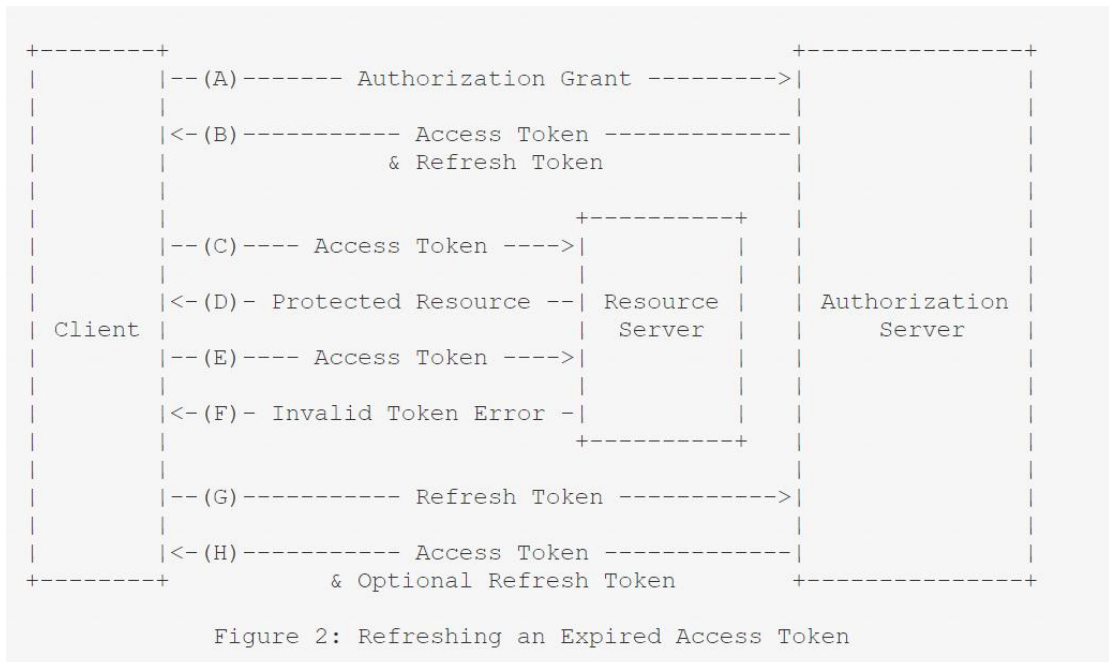 +--------+                                           +---------------+
|        |--(A)------- Authorization Grant --------->|               |
|        |                                           |               |
|        |<-(B)----------- Access Token -------------|               |
|        |               & Refresh Token             |               |
|        |                                           |               |
|        |                            +----------+   |               |
|        |--(C)---- Access Token ---->|          |   |               |
|        |                            |          |   |               |
|        |<-(D)- Protected Resource --| Resource |   | Authorization |
| Client |                            |  Server  |   |     Server    |
|        |--(E)---- Access Token ---->|          |   |               |
|        |                            |          |   |               |
|        |<-(F)- Invalid Token Error -|          |   |               |
|        |                            +----------+   |               |
|        |                                           |               |
|        |--(G)----------- Refresh Token ----------->|               |
|        |                                           |               |
|        |<-(H)----------- Access Token -------------|               |
+--------+           & Optional Refresh Token        +---------------+
Figure 2: Refreshing an Expired Access Token